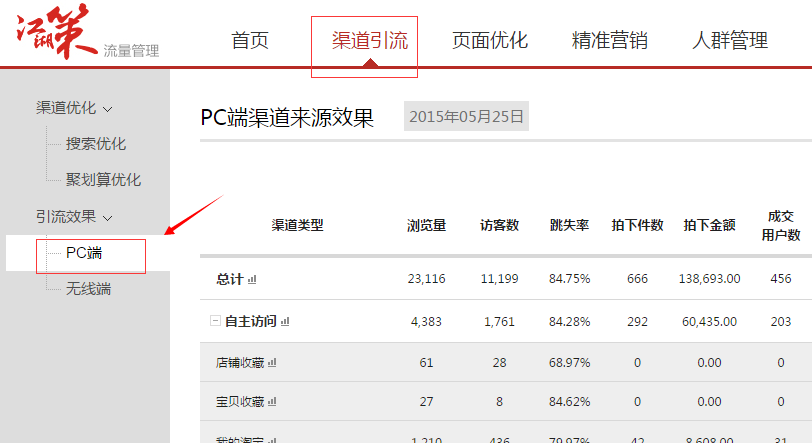 江湖策 流量管理
首页 渠道引流 页面优化 精准营销 人群管理
渠道优化
搜索优化
聚划算优化
引流效果
PC端
无线端
PC端渠道来源效果 2015年05月25日
渠道类型 浏览量 访客数 跳失率 拍下件数 拍下金额 成交
用户数
总计 23,116 11,199 84.75% 666 138,693.00 456
自主访问 4,383 1,761 84.28% 292 60,435.00 203
店铺收藏 61 28 68.97% 0 0.00 0
宝贝收藏 27 8 84.62% 0 0.00 0
我的淘宝 1,210 436 79.97% 42 8,608.00 31